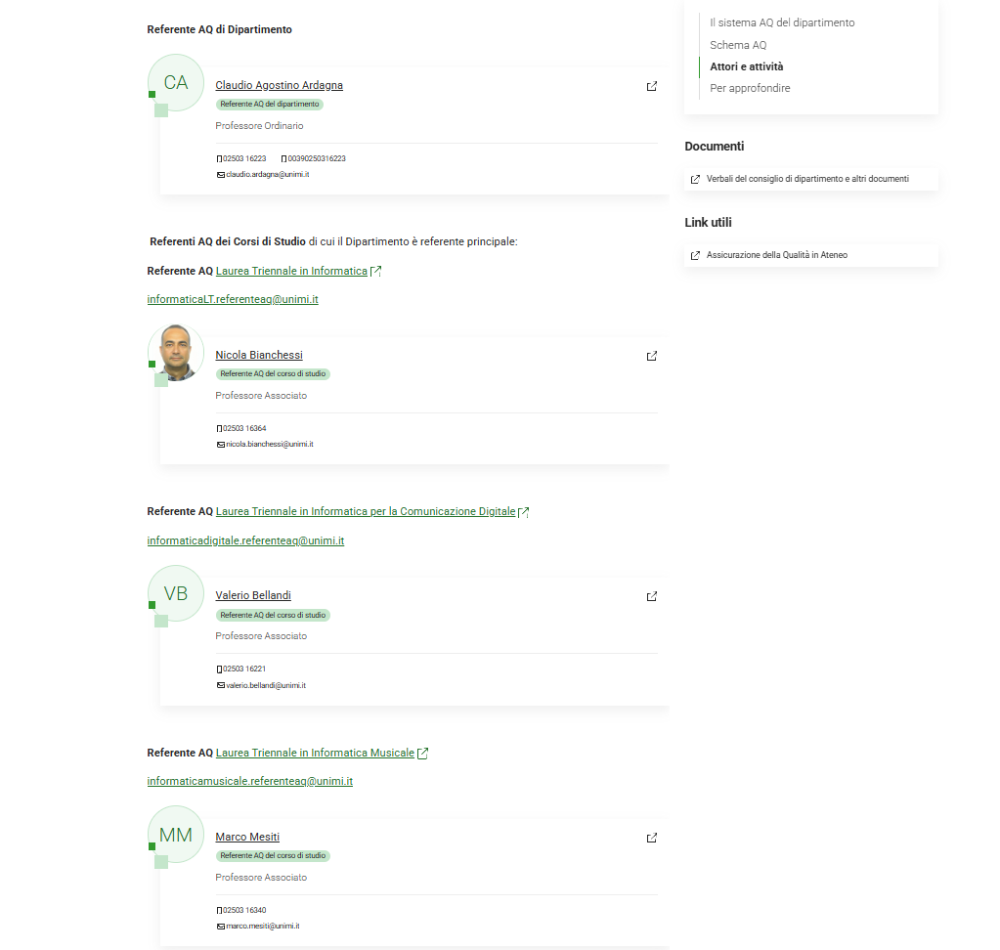 Referente AQ di Dipartimento
CA
Claudio Agostino Ardagna
Referente AQ del dipartimento
Professore Ordinario
02503 16223 00390250316223
claudio.ardagna@unimi.it
Referenti AQ dei Corsi di Studio di cui il Dipartimento è referente principale:
Referente AQ Laurea Triennale in Informatica
informaticaLT.referenteaq@unimi.it
Nicola Bianchessi
Referente AQ del corso di studio
Professore Associato
02503 16364
nicola.bianchessi@unimi.it
Referente AQ Laurea Triennale in Informatica per la Comunicazione Digitale
informaticadigitale.referenteaq@unimi.it
VB
Valerio Bellandi
Referente AQ del corso di studio
Professore Associato
02503 16221
valerio.bellandi@unimi.it
Referente AQ Laurea Triennale in Informatica Musicale
informaticamusicale.referenteaq@unimi.it
MM
Marco Mesiti
Referente AQ del corso di studio
Professore Associato
02503 16340
marco.mesiti@unimi.it
Il sistema AQ del dipartimento
Schema AQ
Attori e attività
Per approfondire
Documenti
Verbali del consiglio di dipartimento e altri documenti
Link utili
Assicurazione della Qualità in Ateneo